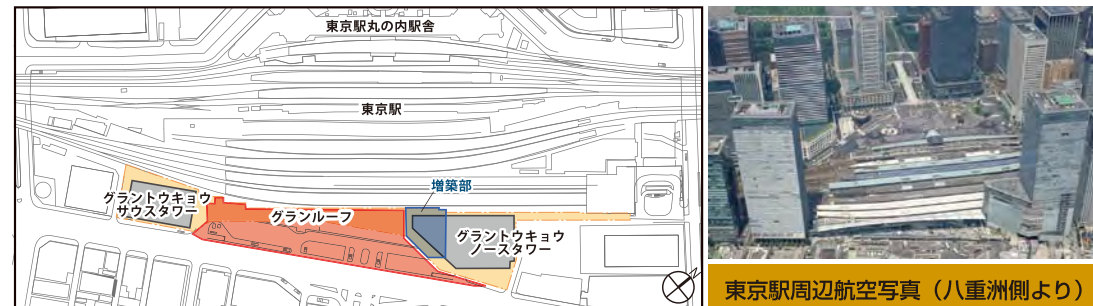 東京駅丸の内駅舎
東京駅
増築部
グラントウキョウ
サウスタワー
グランルーフ
グラントウキョウ
ノースタワー
東京駅周辺航空写真（八重洲側より）